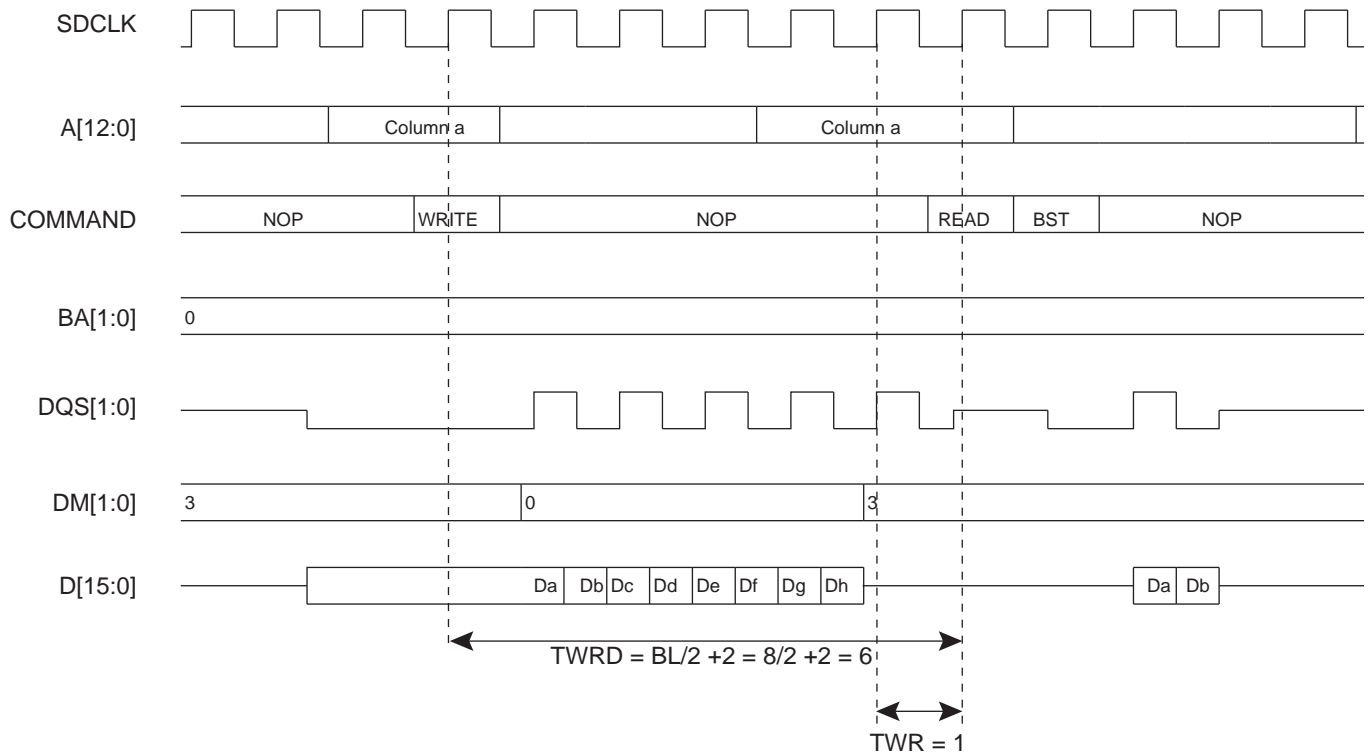 SDCLK
A[12:0] Column a Column a
COMMAND NOP WRITE NOP READ BST NOP
BA[1:0] 0
DQS[1:0]
DM[1:0] 3 0 3
D[15:0] Da Db Dc Dd De Df Dg Dh Da Db
TWRD = BL/2 +2 = 8/2 +2 = 6
TWR = 1